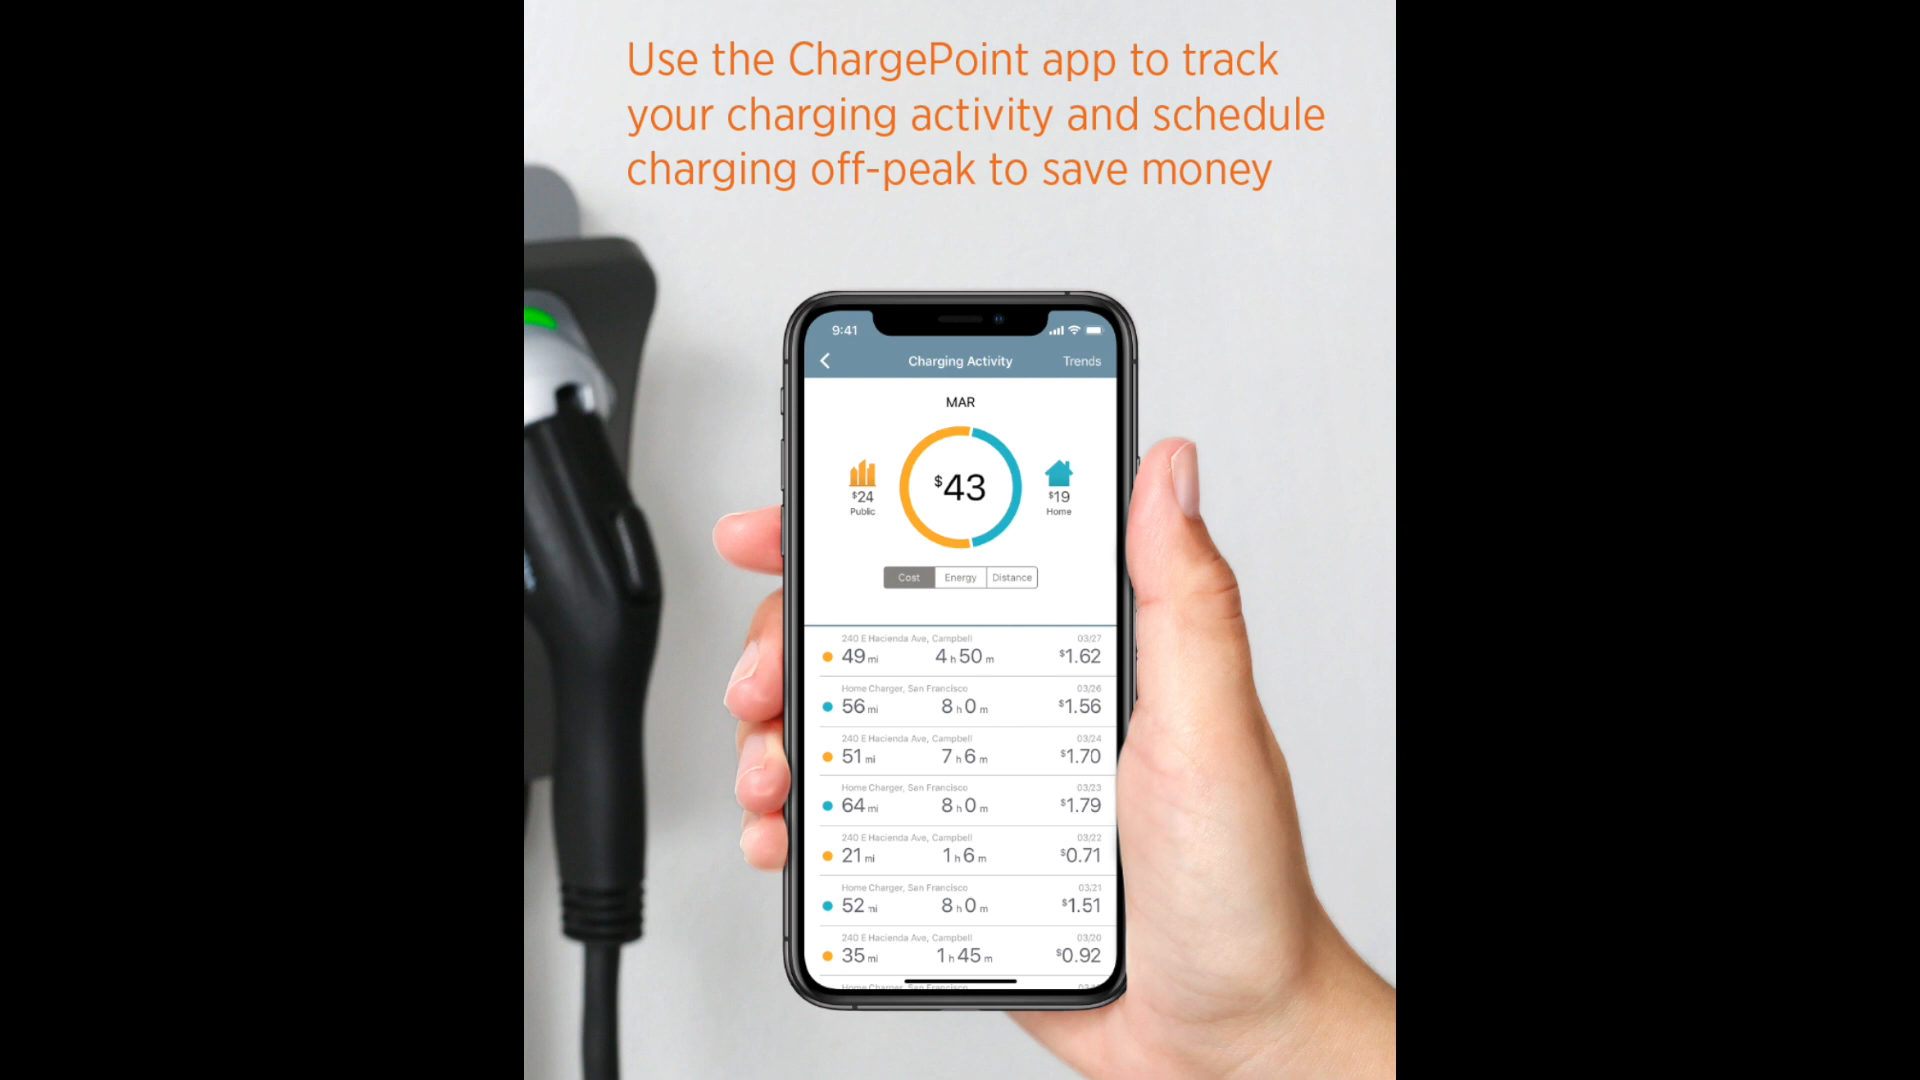 Use the ChargePoint app to track
your charging activity and schedule
charging off-peak to save money
9:41
Charging Activity Trends
MAR
$43
$24
Public
$19
Home
Cost Energy Distance
240 E Hacienda Ave, Campbell 03/27
49 mi 4 h 50 m $1.62
Home Charger, San Francisco 03/26
56 mi 8 h 0 m $1.56
240 E Hacienda Ave, Campbell 03/24
51 mi 7 h 6 m $1.70
Home Charger, San Francisco 03/23
64 mi 8 h 0 m $1.79
240 E Hacienda Ave, Campbell 03/22
21 mi 1 h 6 m $0.71
Home Charger, San Francisco 03/21
52 mi 8 h 0 m $1.51
240 E Hacienda Ave, Campbell 03/20
35 mi 1 h 45 m $0.92
Home Charger, San Francisco